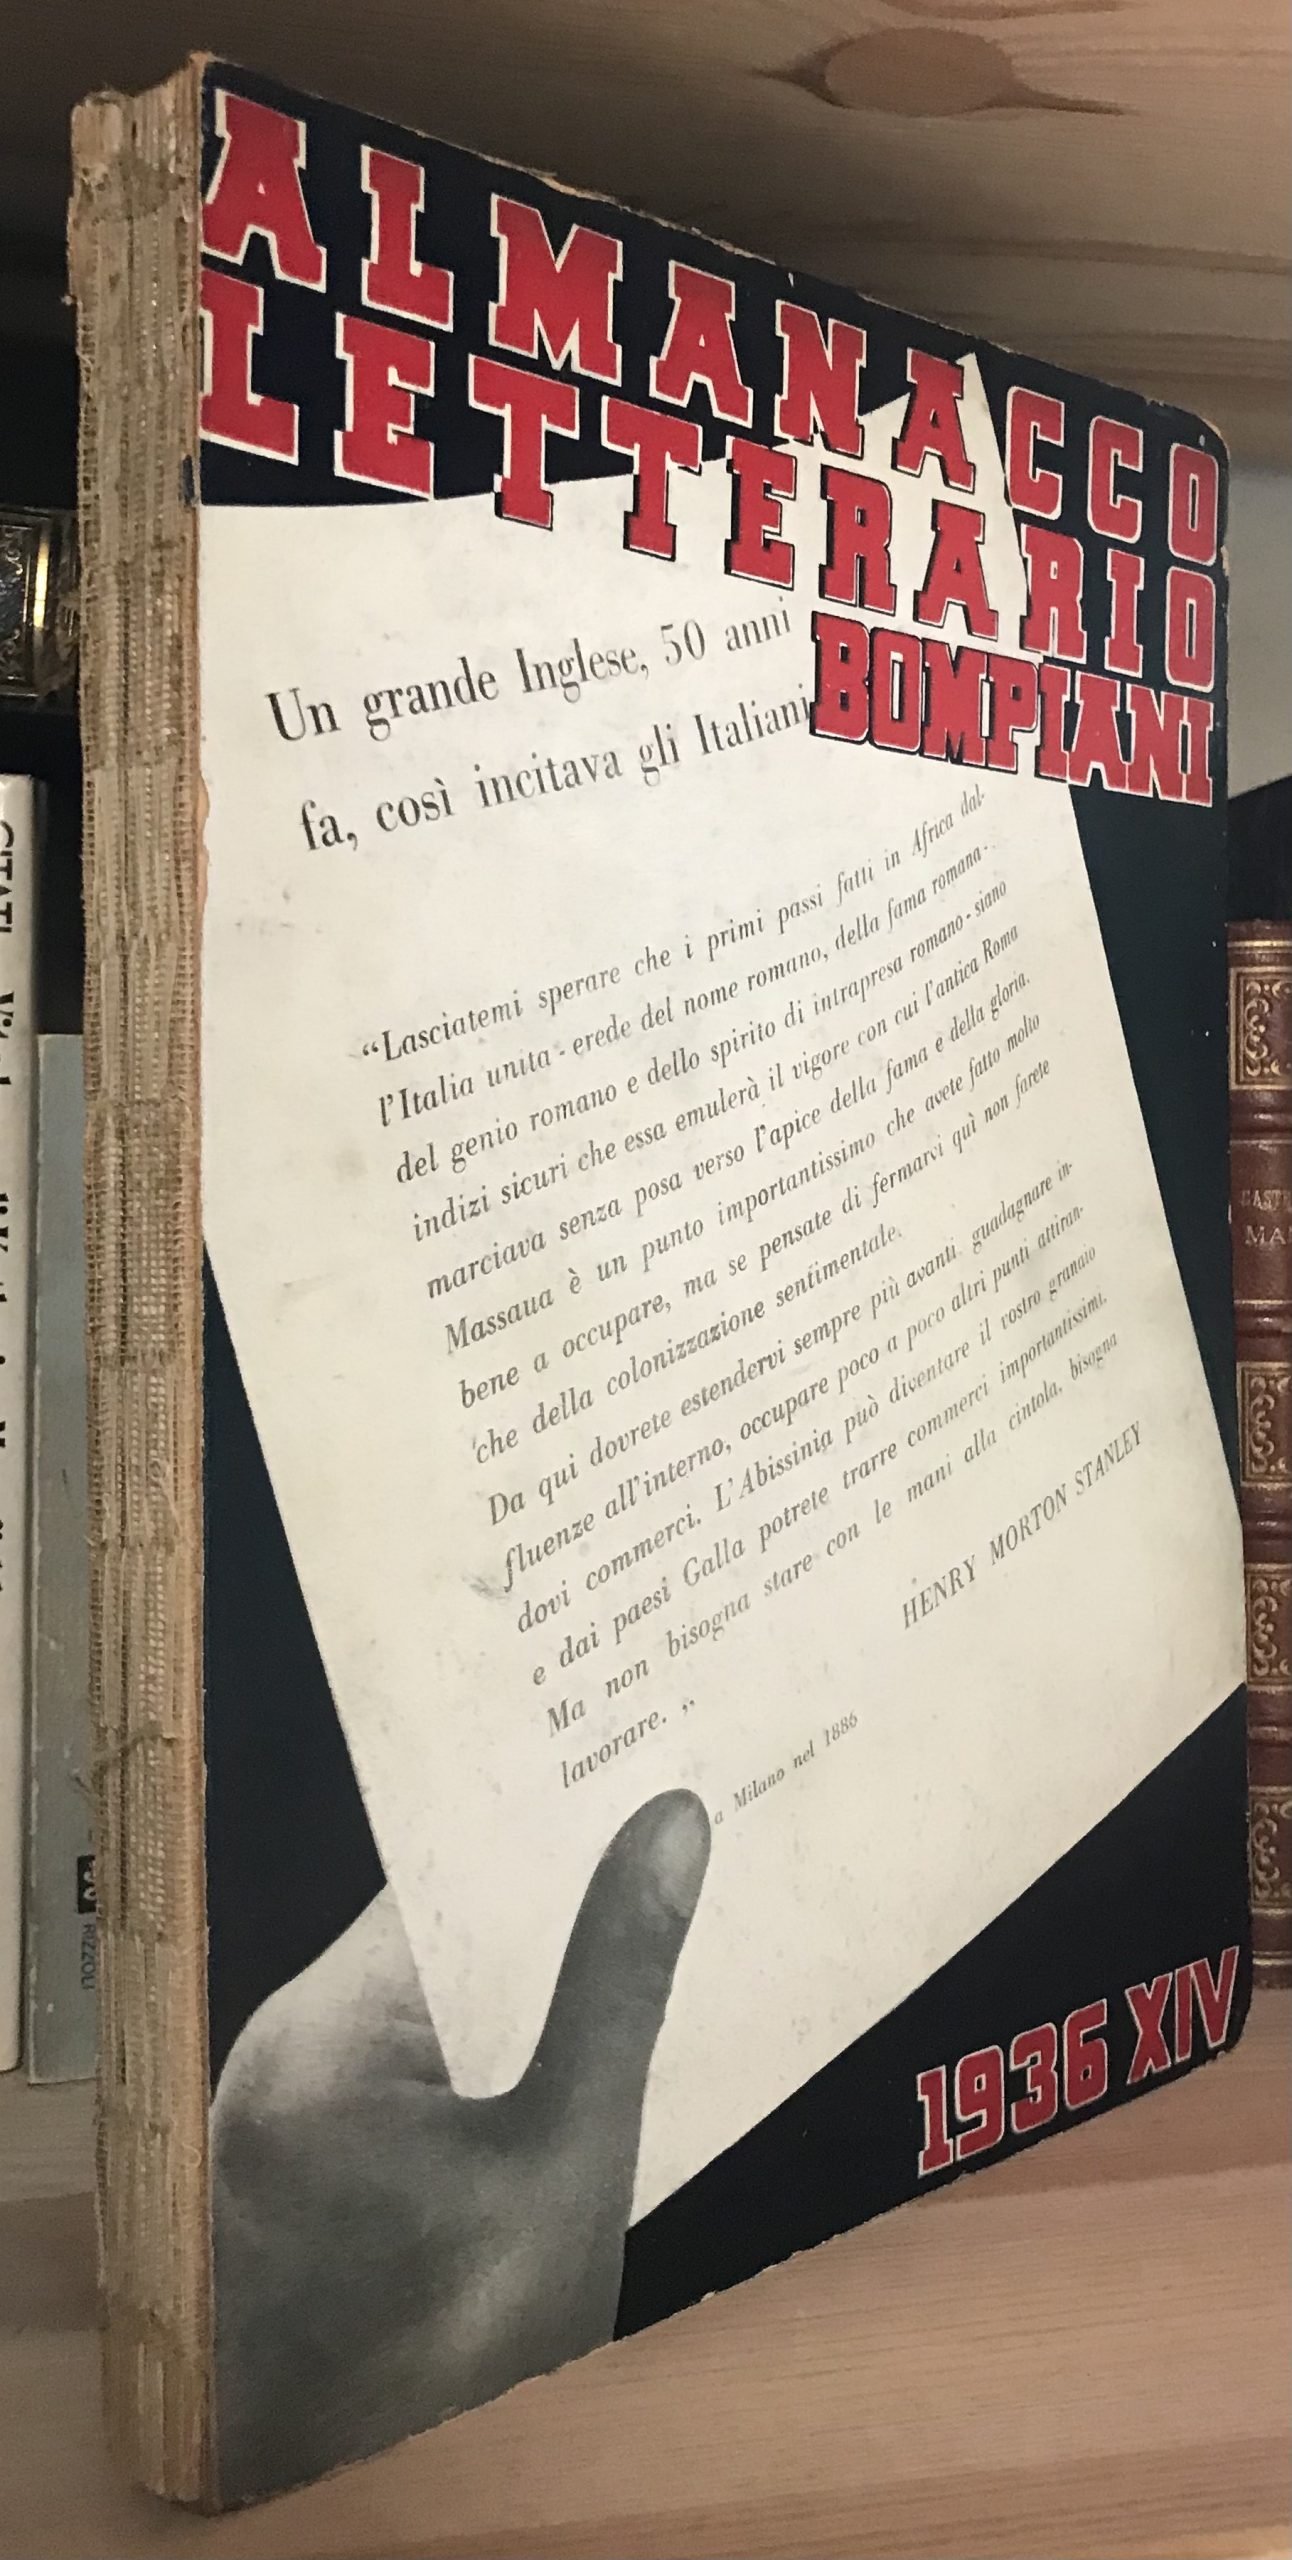 ALMANACCO
LETTERARIO
BOMPIANI
Un grande Inglese, 50 anni
fa, così incitava gli Italiani
“Lasciatemi sperare che i primi passi fatti in Africa dal-
l'Italia unita - erede del nome romano, della fama romana -
del genio romano e dello spirito di intrapresa romano - siano
indizi sicuri che essa emulerà il vigore con cui l'antica Roma
marciava senza posa verso l'apice della fama e della gloria.
Massaua è un punto importantissimo che avete fatto molto
bene a occupare, ma se pensate di fermarvi quì non farete
che della colonizzazione sentimentale.
Da qui dovrete estendervi sempre più avanti, guadagnare in-
fluenze all'interno, occupare poco a poco altri punti attiran-
dovi commerci. L'Abissinia può diventare il vostro granaio
e dai paesi Galla potrete trarre commerci importantissimi.
Ma non bisogna stare con le mani alla cintola, bisogna
lavorare. „
HENRY MORTON STANLEY
a Milano nel 1886
1936 XIV
CITATI
RIZZOLI